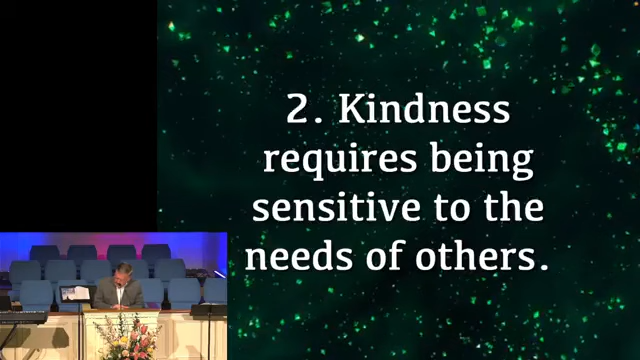 2. Kindness
requires being
sensitive to the
needs of others.